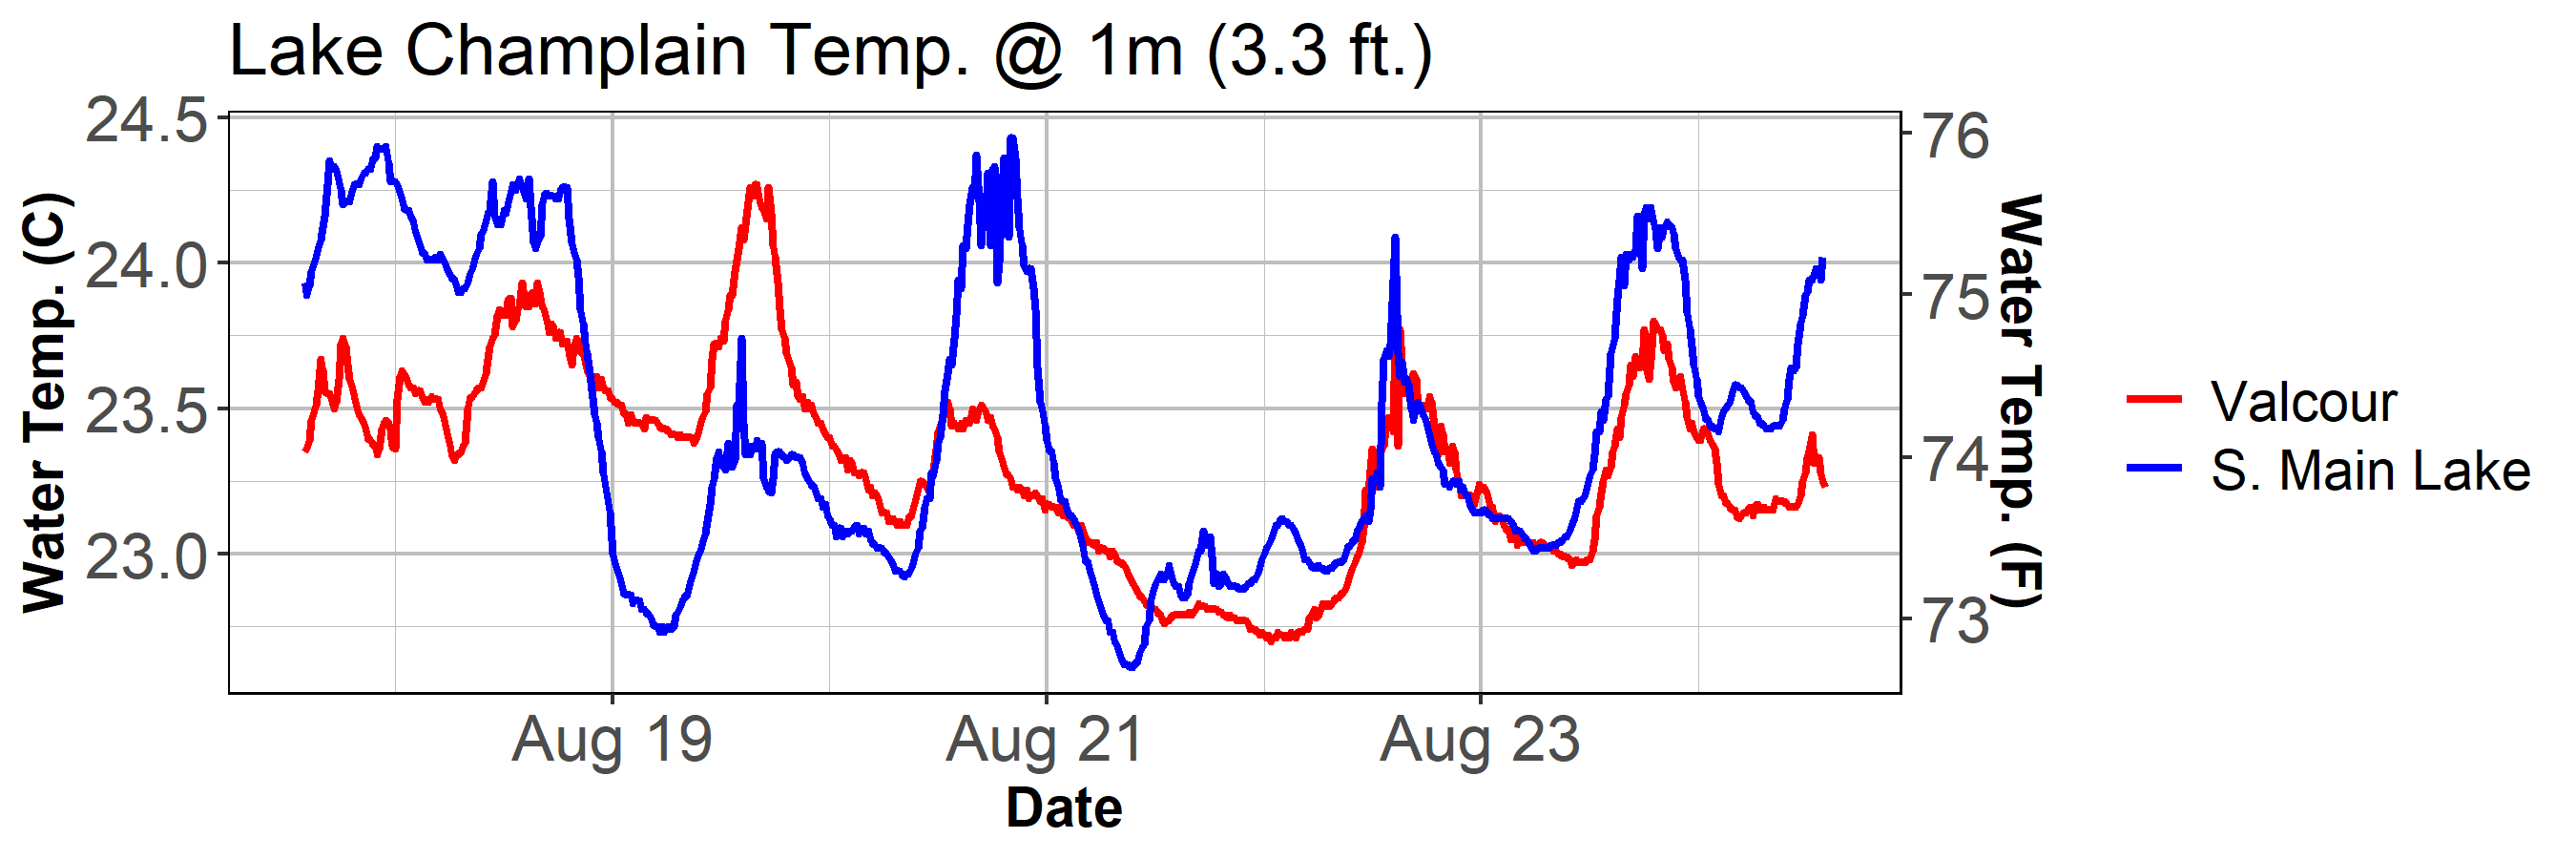 Lake Champlain Temp. @ 1m (3.3 ft.)
Water Temp. (C)
24.5
24.0
23.5
23.0
76
75
74
73
Water Temp. (F)
Aug 19
Aug 21
Aug 23
Date
Valcour
S. Main Lake